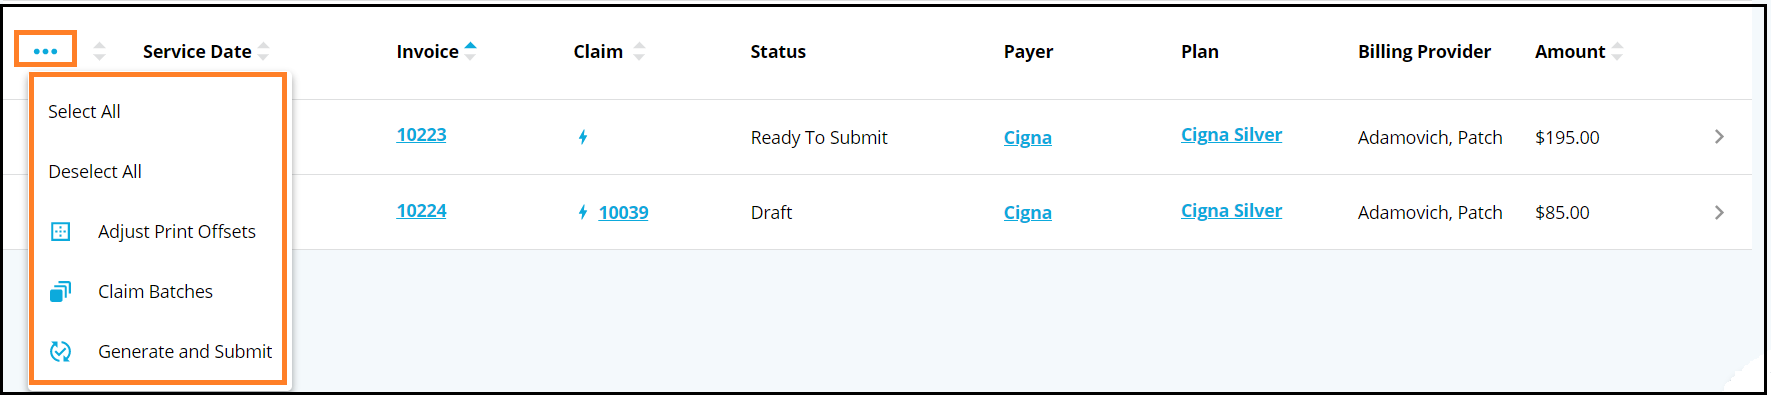 Service Date Invoice Claim Status Payer Plan Billing Provider Amount
Select All
Deselect All
Adjust Print Offsets
Claim Batches
Generate and Submit
10223 Ready To Submit Cigna Cigna Silver Adamovich, Patch $195.00
10224 10039 Draft Cigna Cigna Silver Adamovich, Patch $85.00